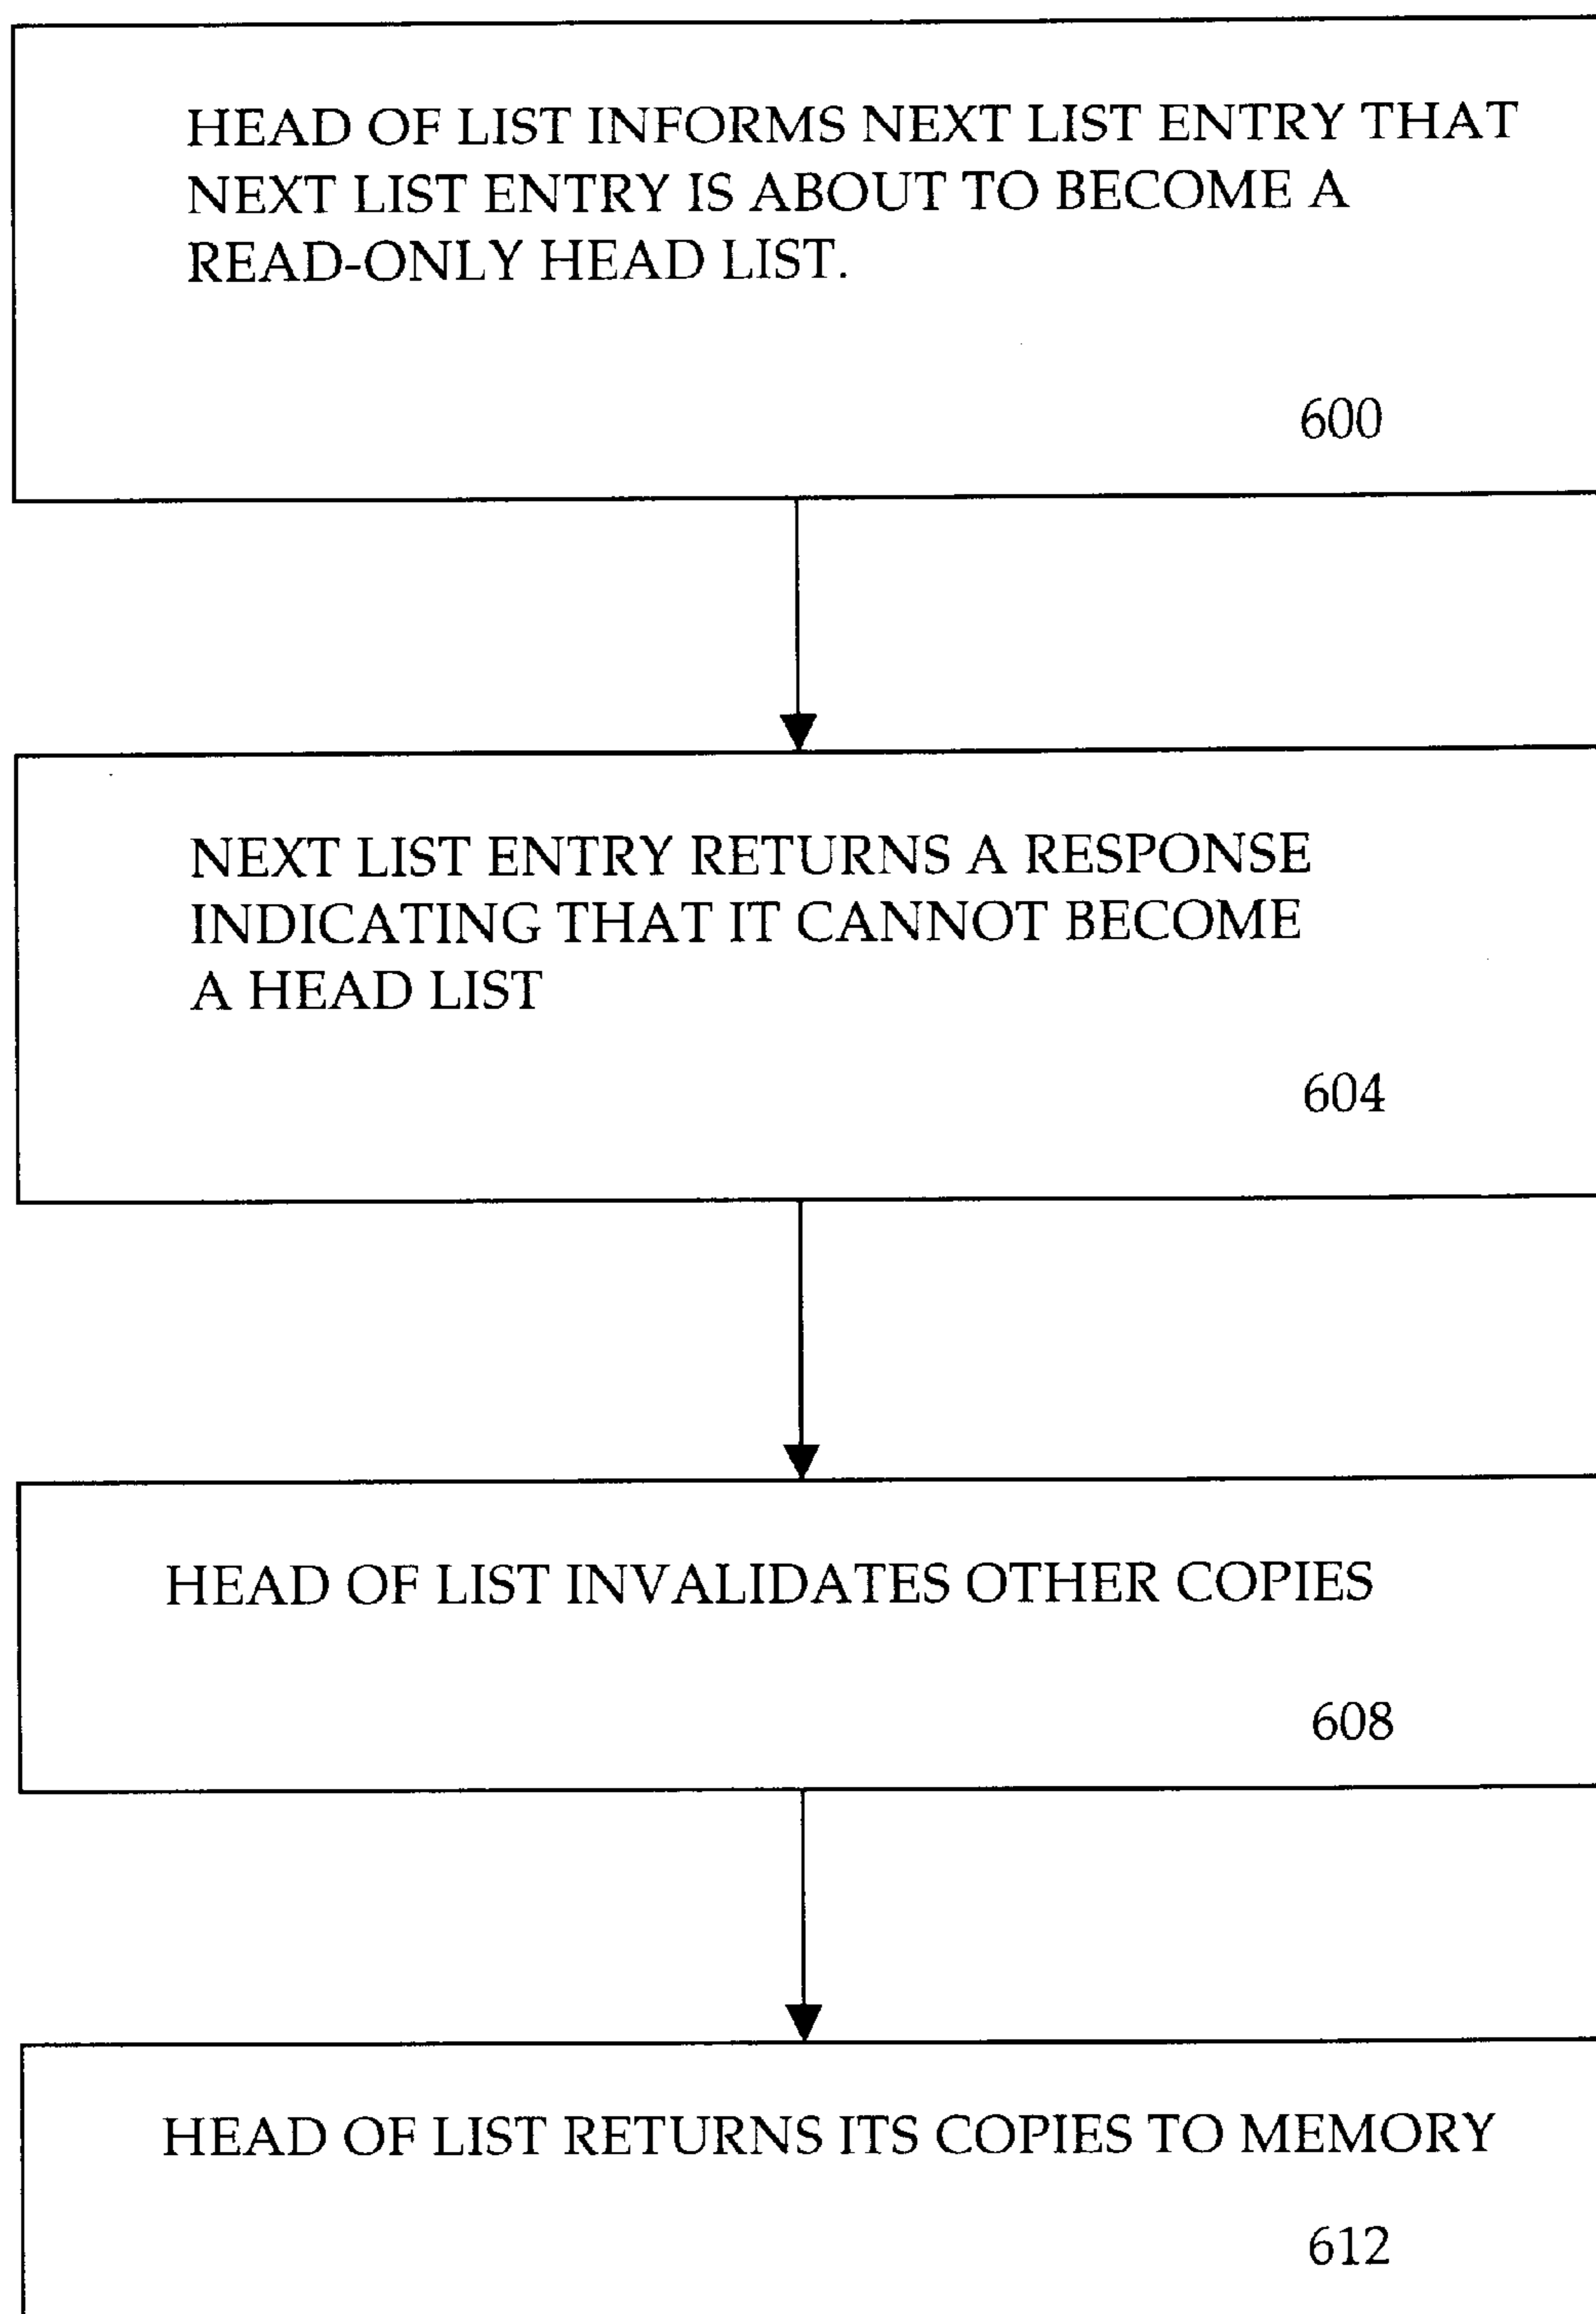 HEAD OF LIST INFORMS NEXT LIST ENTRY THAT
NEXT LIST ENTRY IS ABOUT TO BECOME A
READ-ONLY HEAD LIST.
600
NEXT LIST ENTRY RETURNS A RESPONSE
INDICATING THAT IT CANNOT BECOME
A HEAD LIST
604
HEAD OF LIST INVALIDATES OTHER COPIES
608
HEAD OF LIST RETURNS ITS COPIES TO MEMORY
612